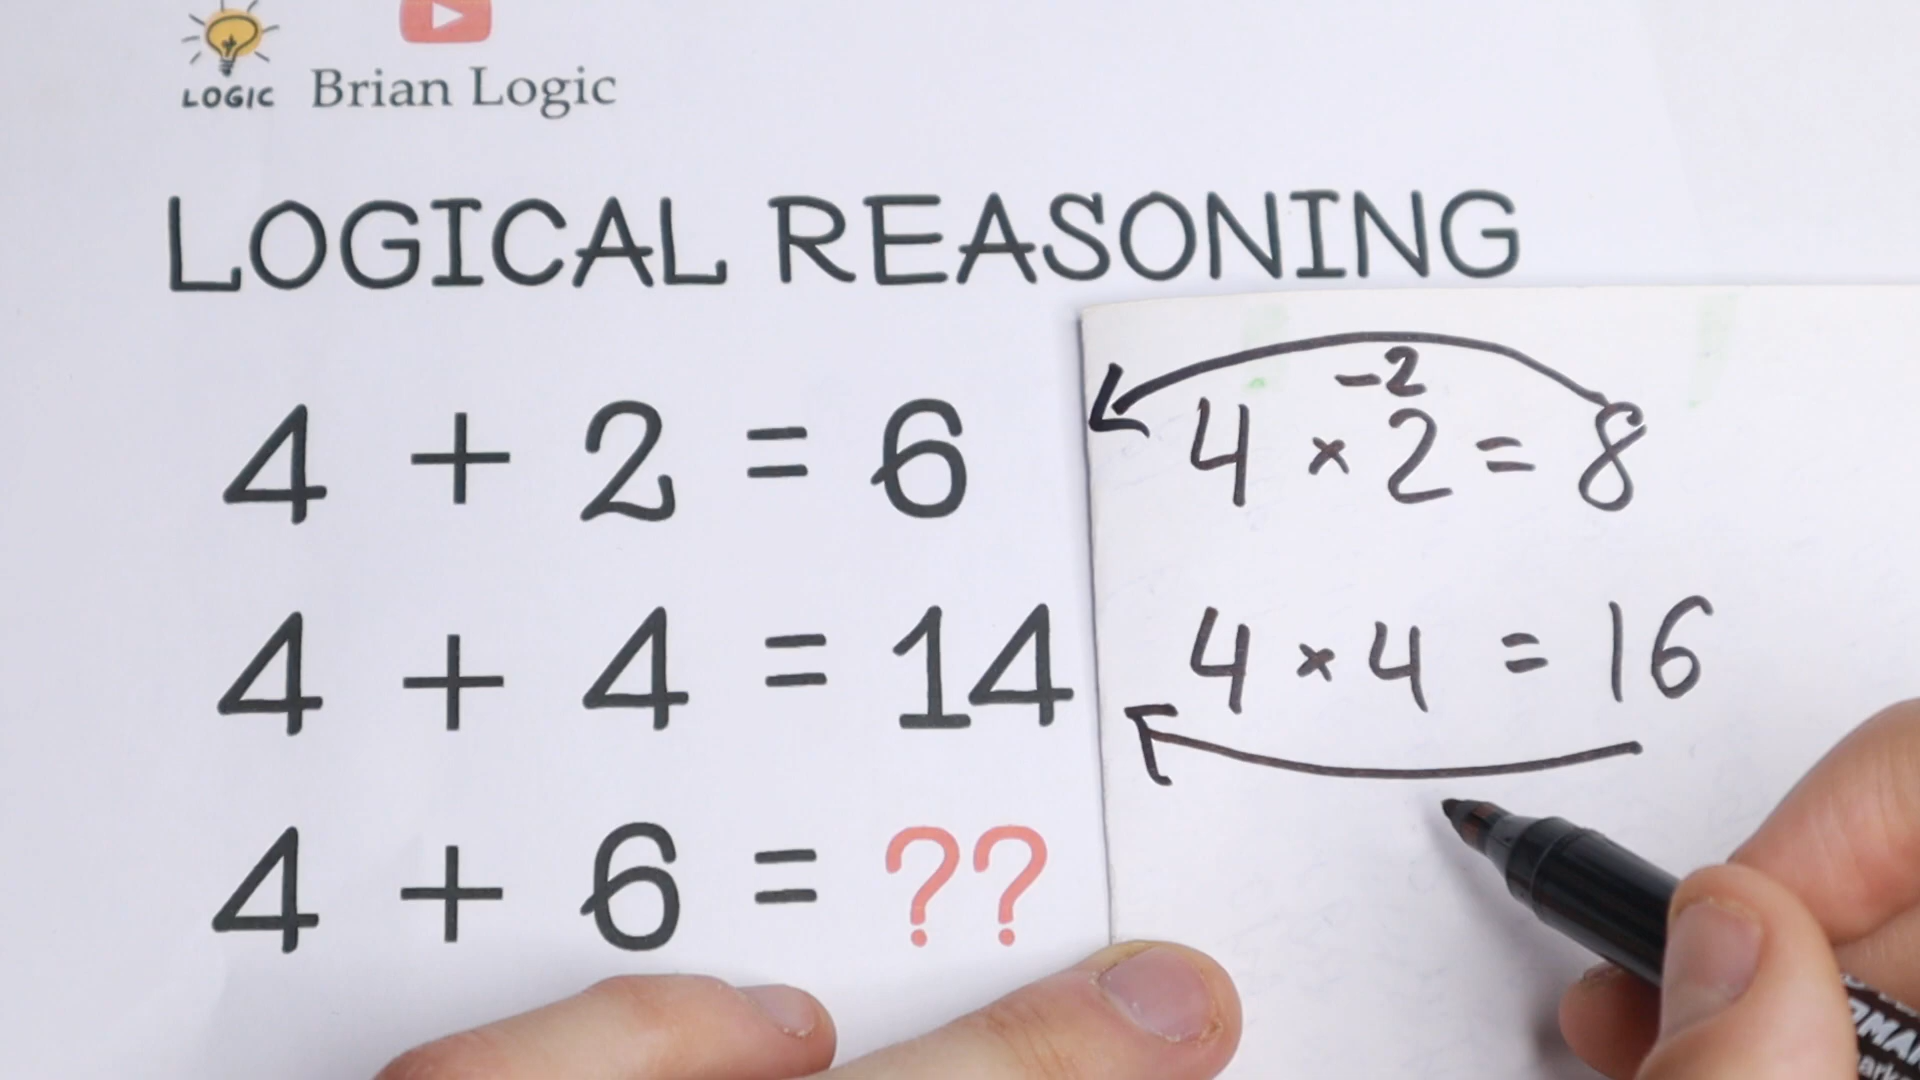 LOGIC Brian Logic
LOGICAL REASONING
4 + 2 = 6
4 + 4 = 14
4 + 6 = ??
-2
4 × 2 = 8
4 × 4 = 16